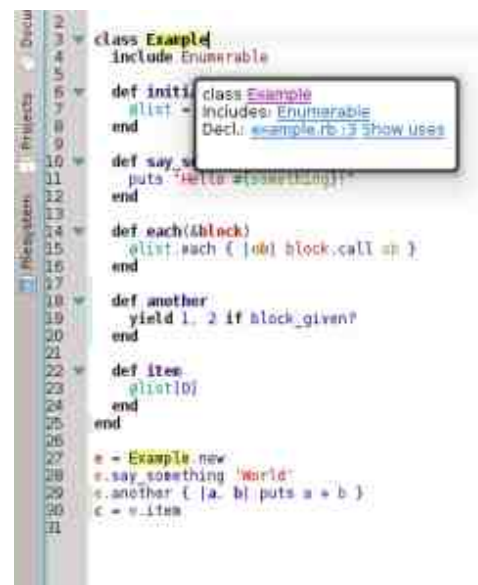 Docu
Projects
Filesystem
2
3 class Example
4 include Enumerable
5
6 def initia
7 @list =
8 end
9
10 def say_so
11 puts "Hello #{something}!"
12 end
13
14 def each(&block)
15 @list.each { |ob| block.call ob }
16 end
17
18 def another
19 yield 1, 2 if block_given?
20 end
21
22 def item
23 @list[0]
24 end
25 end
26
27 e = Example.new
28 e.say_something 'World'
29 e.another { |a, b| puts a + b }
30 c = e.item
31
class Example
Includes: Enumerable
Decl.: example.rb :3 Show uses